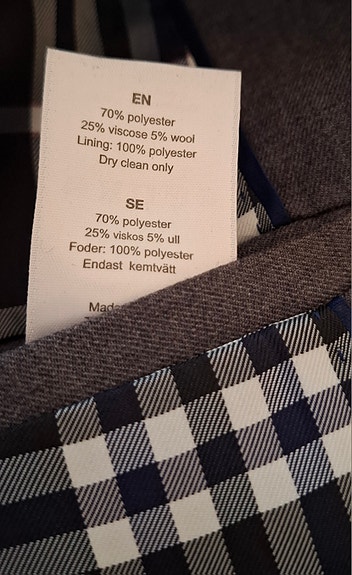 EN
70% polyester
25% viscose 5% wool
Lining: 100% polyester
Dry clean only
SE
70% polyester
25% viskos 5% ull
Foder: 100% polyester
Endast kemtvätt